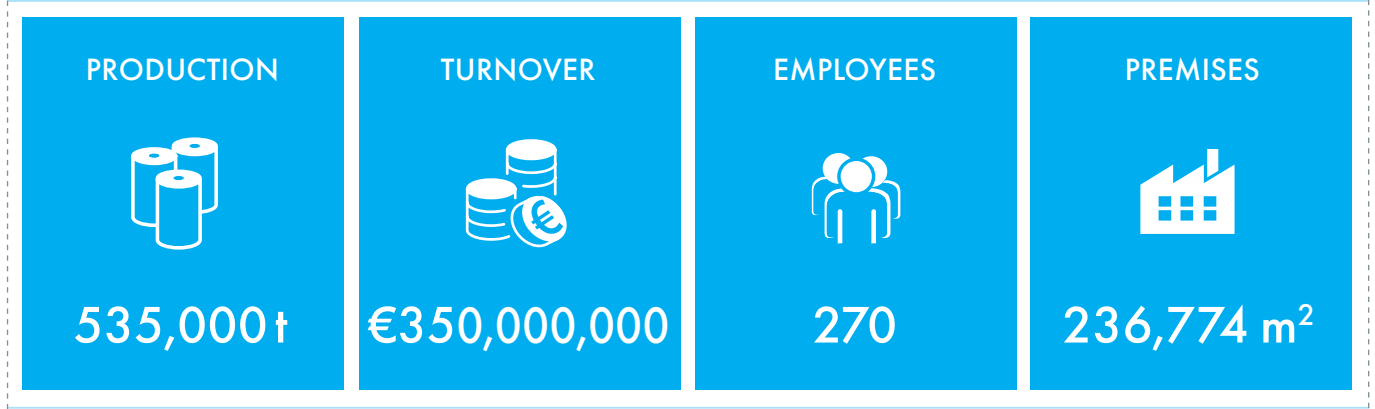 PRODUCTION
535,000 t
TURNOVER
€
€350,000,000
EMPLOYEES
270
PREMISES
236,774 m²